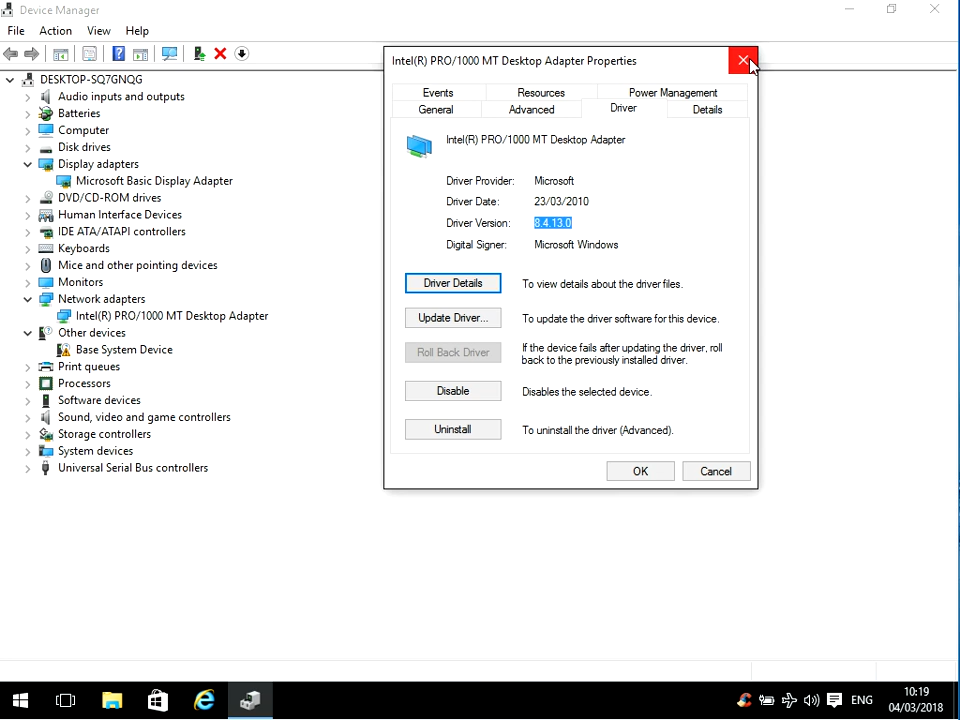 Device Manager
File Action View Help
DESKTOP-SQ7GNQG
Audio inputs and outputs
Batteries
Computer
Disk drives
Display adapters
Microsoft Basic Display Adapter
DVD/CD-ROM drives
Human Interface Devices
IDE ATA/ATAPI controllers
Keyboards
Mice and other pointing devices
Monitors
Network adapters
Intel(R) PRO/1000 MT Desktop Adapter
Other devices
Base System Device
Print queues
Processors
Software devices
Sound, video and game controllers
Storage controllers
System devices
Universal Serial Bus controllers
Intel(R) PRO/1000 MT Desktop Adapter Properties
Events Resources Power Management
General Advanced Driver Details
Intel(R) PRO/1000 MT Desktop Adapter
Driver Provider: Microsoft
Driver Date: 23/03/2010
Driver Version: 8.4.13.0
Digital Signer: Microsoft Windows
Driver Details To view details about the driver files.
Update Driver... To update the driver software for this device.
Roll Back Driver If the device fails after updating the driver, roll
back to the previously installed driver.
Disable Disables the selected device.
Uninstall To uninstall the driver (Advanced).
OK Cancel
ENG
10:19
04/03/2018